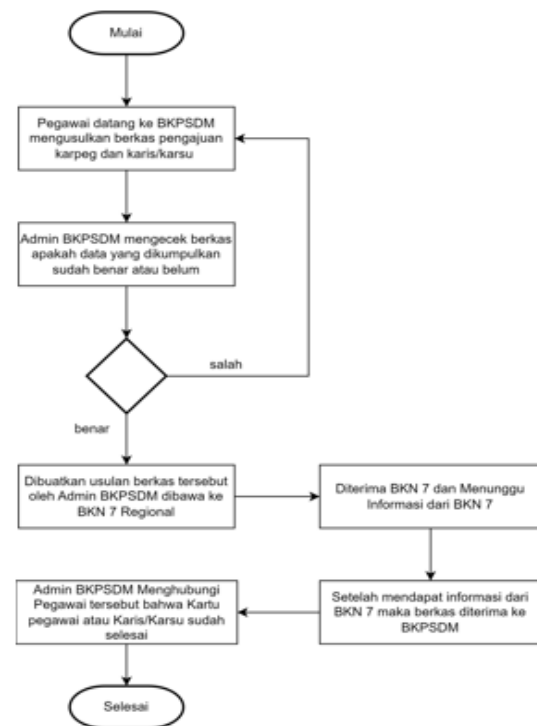 Mulai
Pegawai datang ke BKPSDM
mengusulkan berkas pengajuan
karpeg dan karis/karsu
Admin BKPSDM mengecek berkas
apakah data yang dikumpulkan
sudah benar atau belum
salah
benar
Dibuatkan usulan berkas tersebut
oleh Admin BKPSDM dibawa ke
BKN 7 Regional
Diterima BKN 7 dan Menunggu
Informasi dari BKN 7
Setelah mendapat informasi dari
BKN 7 maka berkas diterima ke
BKPSDM
Admin BKPSDM Menghubungi
Pegawai tersebut bahwa Kartu
pegawai atau Karis/Karsu sudah
selesai
Selesai